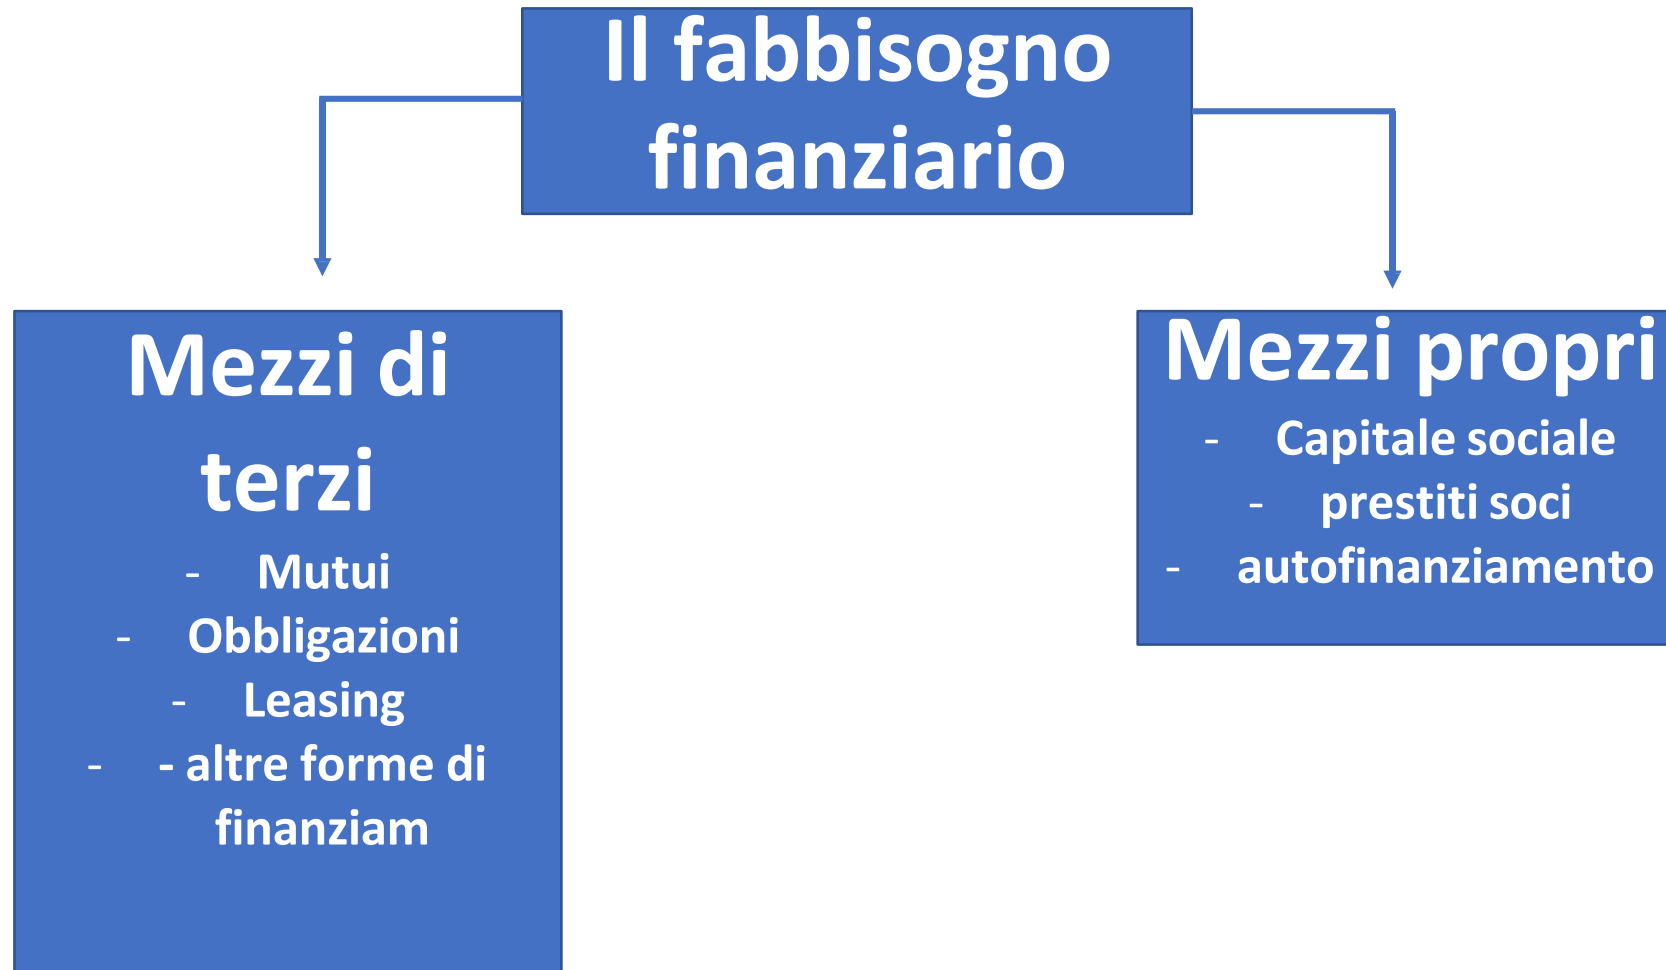 Il fabbisogno
finanziario
Mezzi di
terzi
- Mutui
- Obbligazioni
- Leasing
- - altre forme di
finanziam
Mezzi propri
- Capitale sociale
- prestiti soci
- autofinanziamento